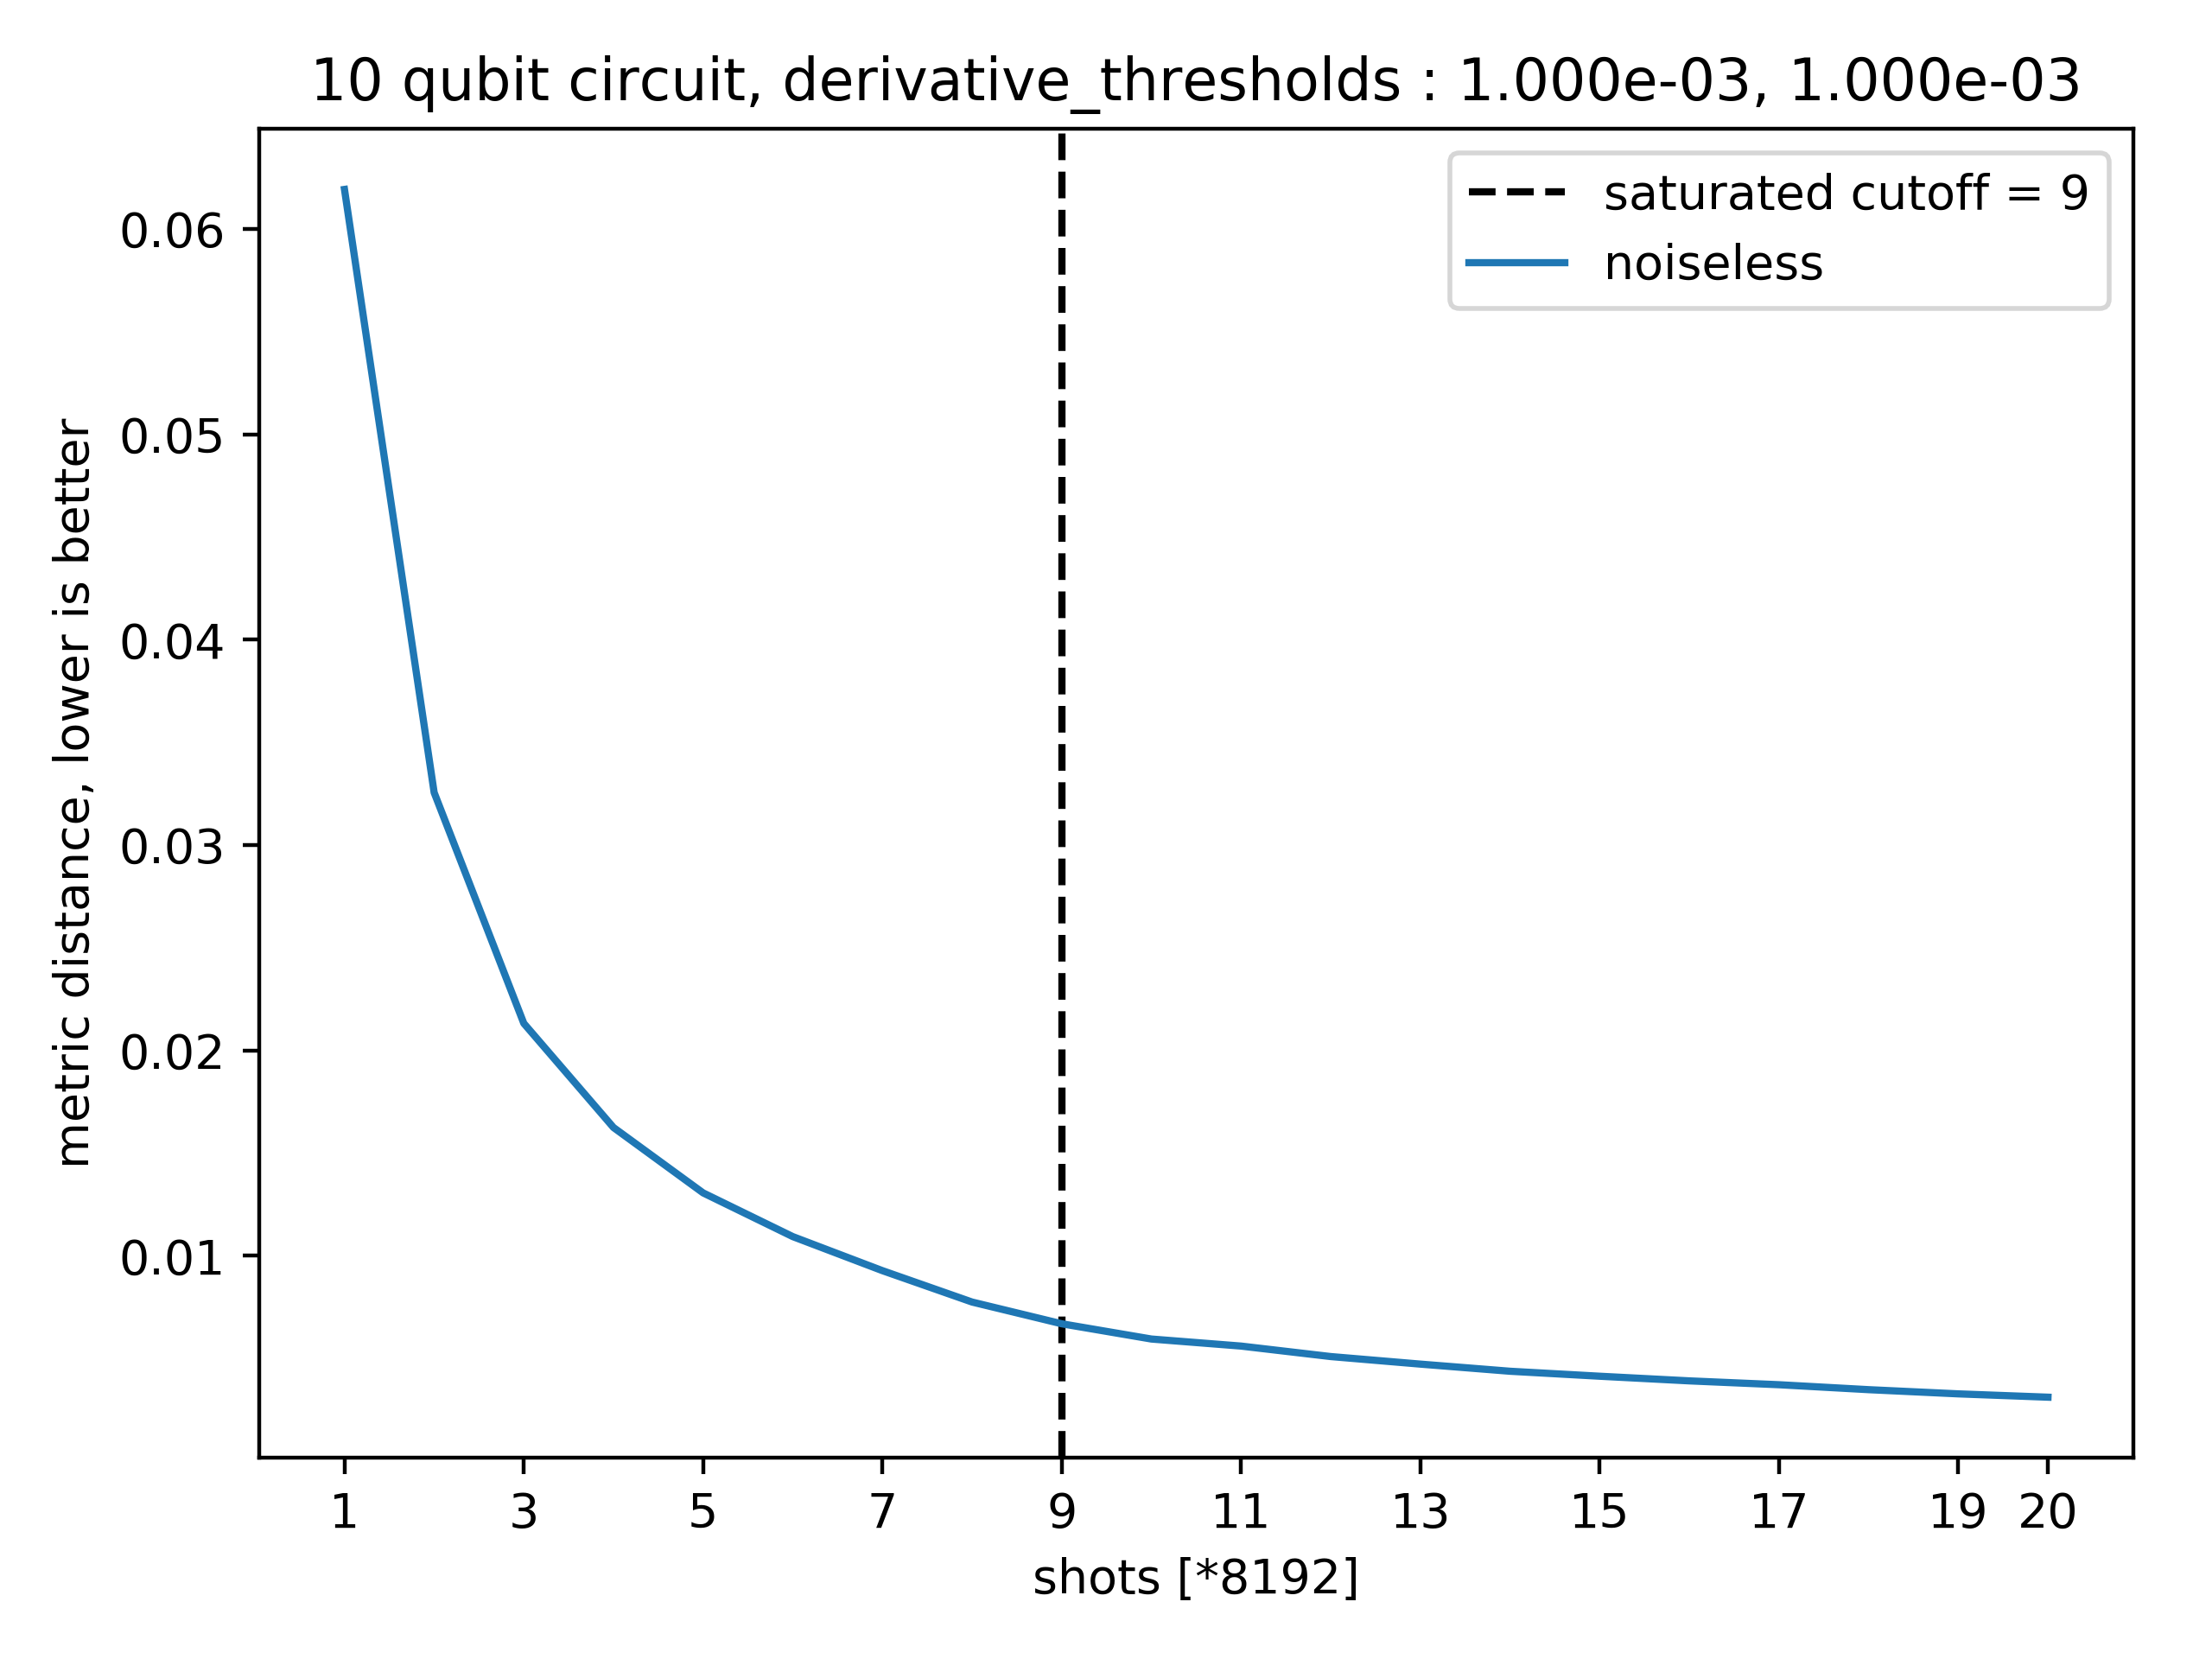 10 qubit circuit, derivative_thresholds : 1.000e-03, 1.000e-03
saturated cutoff = 9
noiseless
metric distance, lower is better
0.06
0.05
0.04
0.03
0.02
0.01
1 3 5 7 9 11 13 15 17 19 20
shots [*8192]